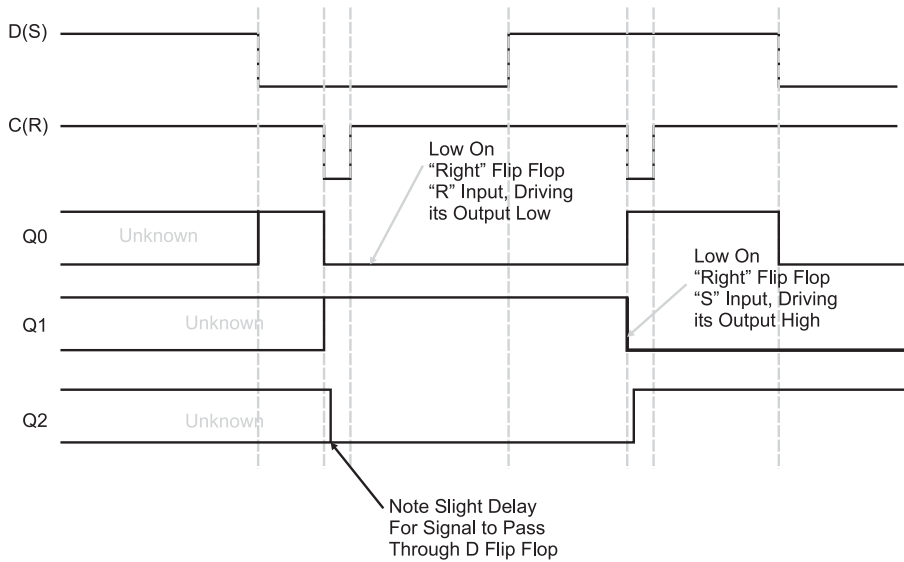 D(S)
C(R)
Low On
“Right” Flip Flop
“R” Input, Driving
its Output Low
Q0
Unknown
Low On
“Right” Flip Flop
“S” Input, Driving
its Output High
Q1
Unknown
Q2
Unknown
Note Slight Delay
For Signal to Pass
Through D Flip Flop